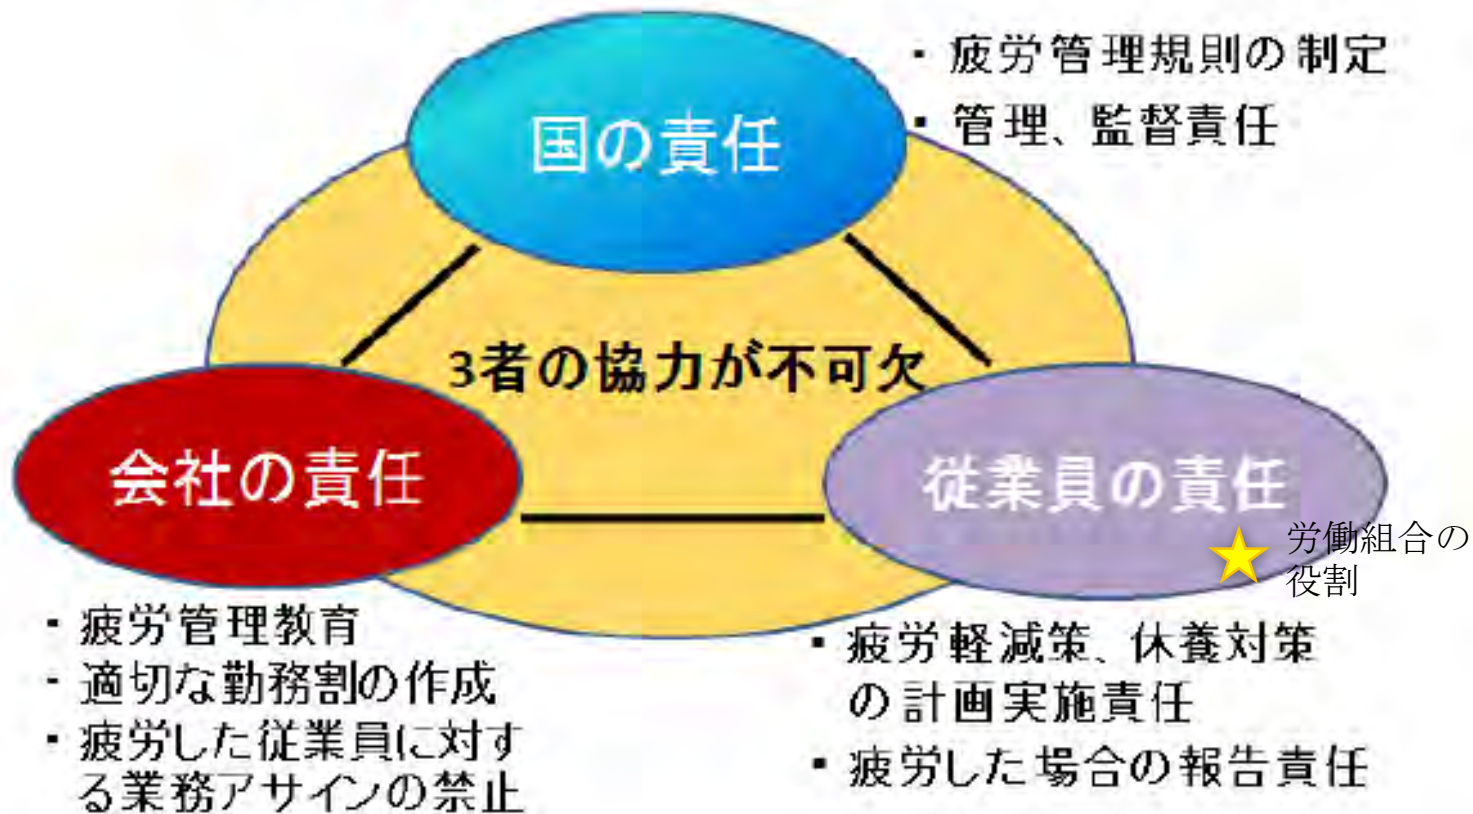 ・疲労管理規則の制定
・管理、監督責任
国の責任
3者の協力が不可欠
会社の責任
従業員の責任
労働組合の
役割
・疲労管理教育
・適切な勤務割の作成
・疲労した従業員に対す
る業務アサインの禁止
・疲労軽減策、休養対策
の計画実施責任
・疲労した場合の報告責任